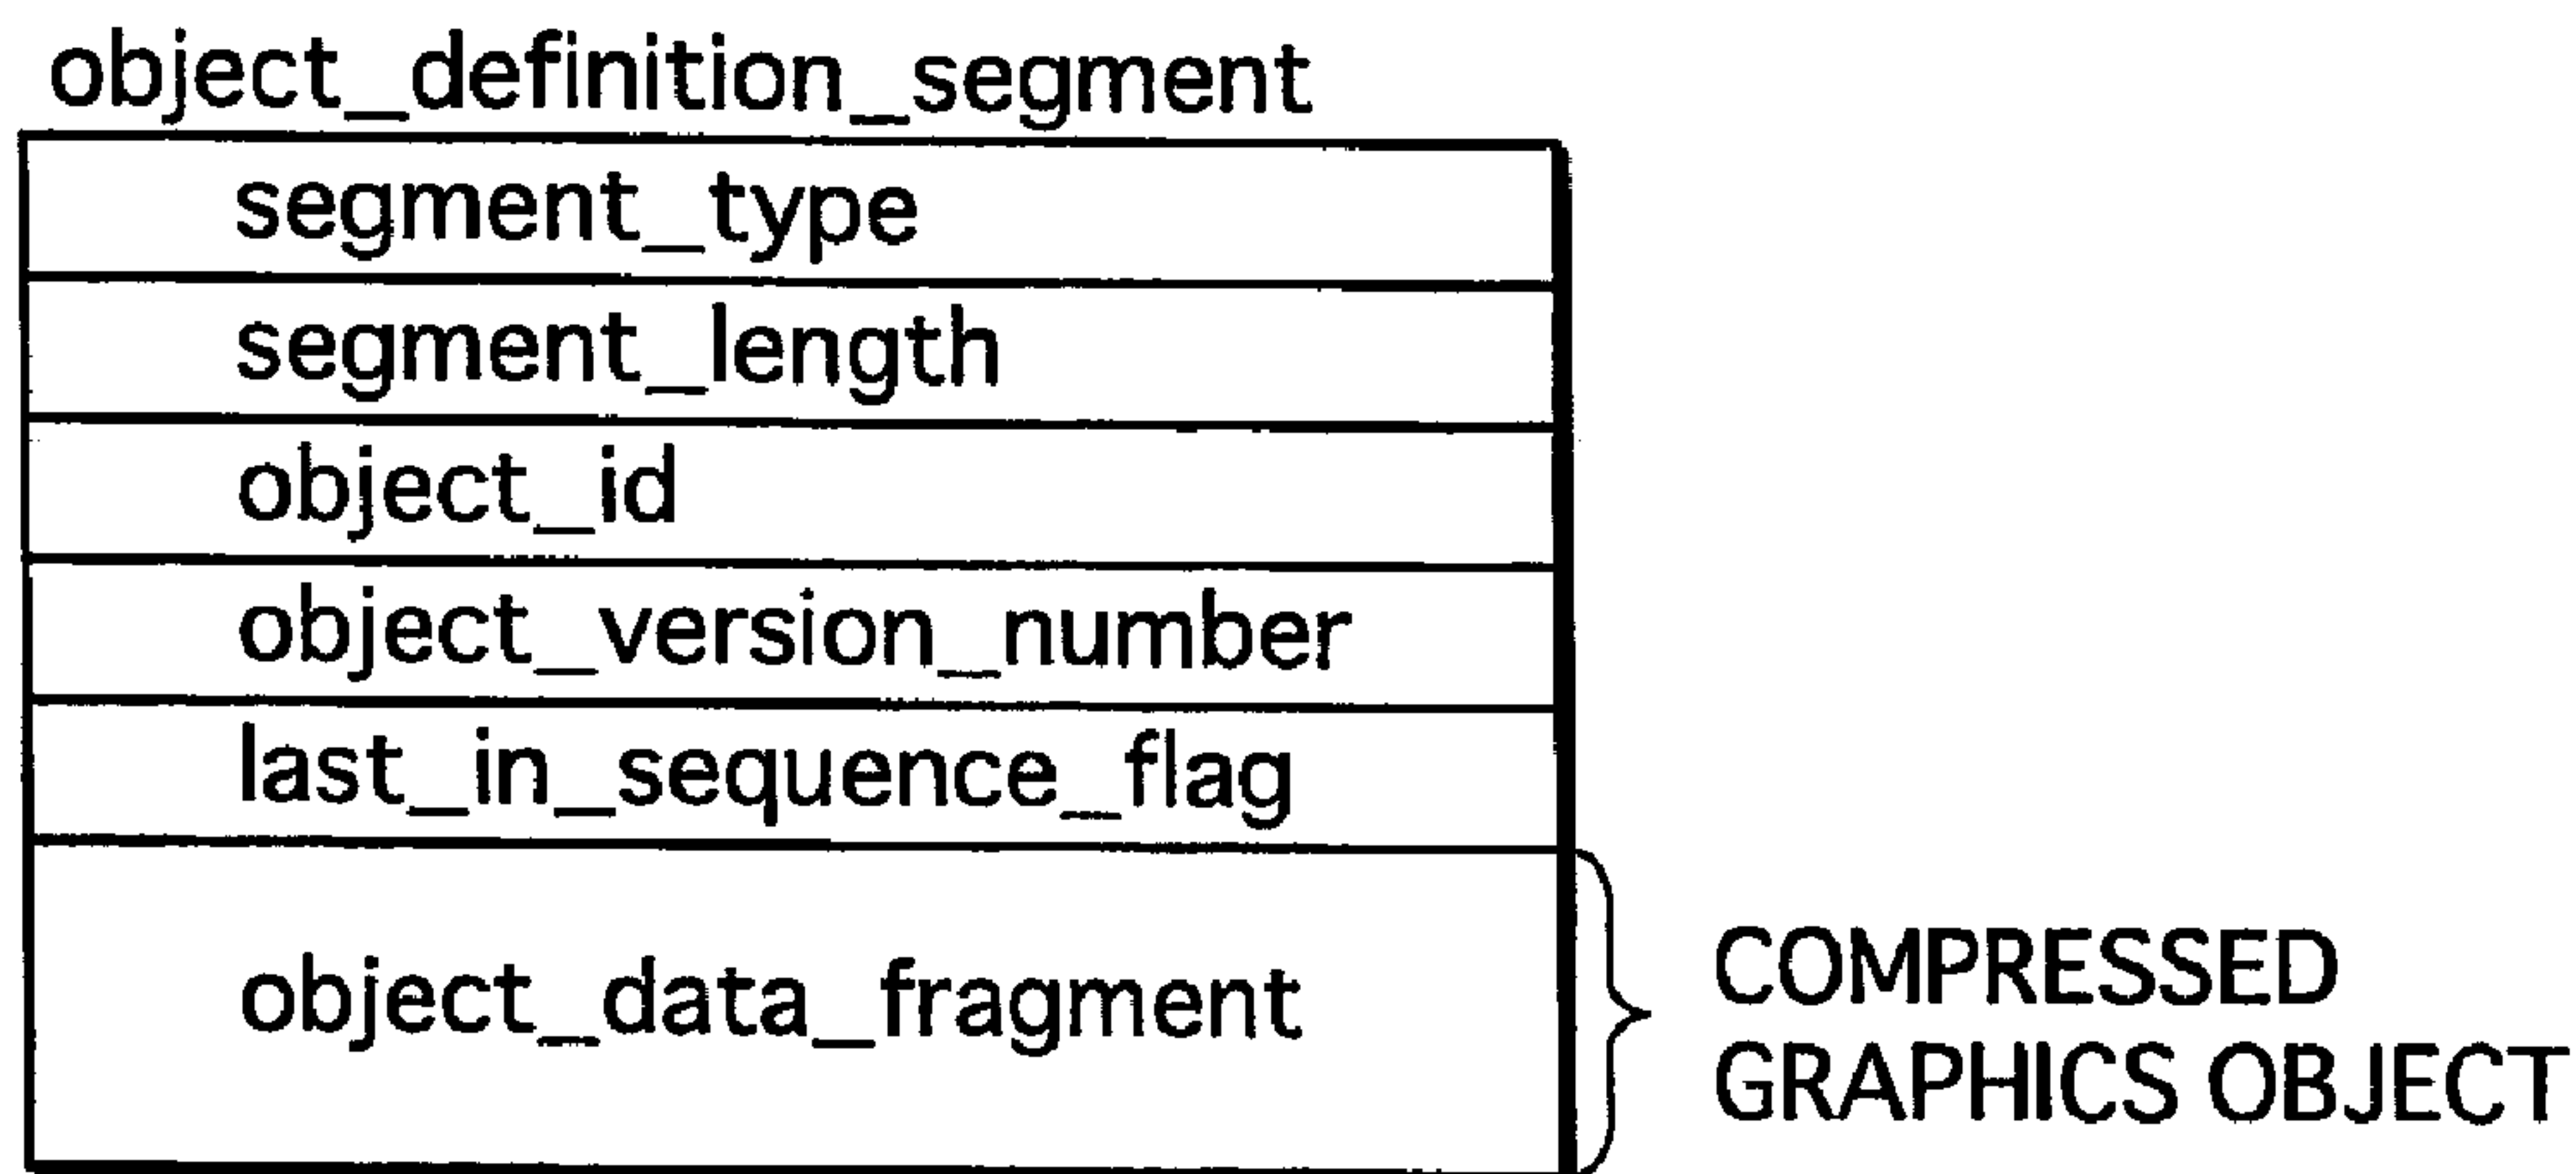 object_definition_segment
segment_type
segment_length
object_id
object_version_number
last_in_sequence_flag
object_data_fragment
COMPRESSED
GRAPHICS OBJECT